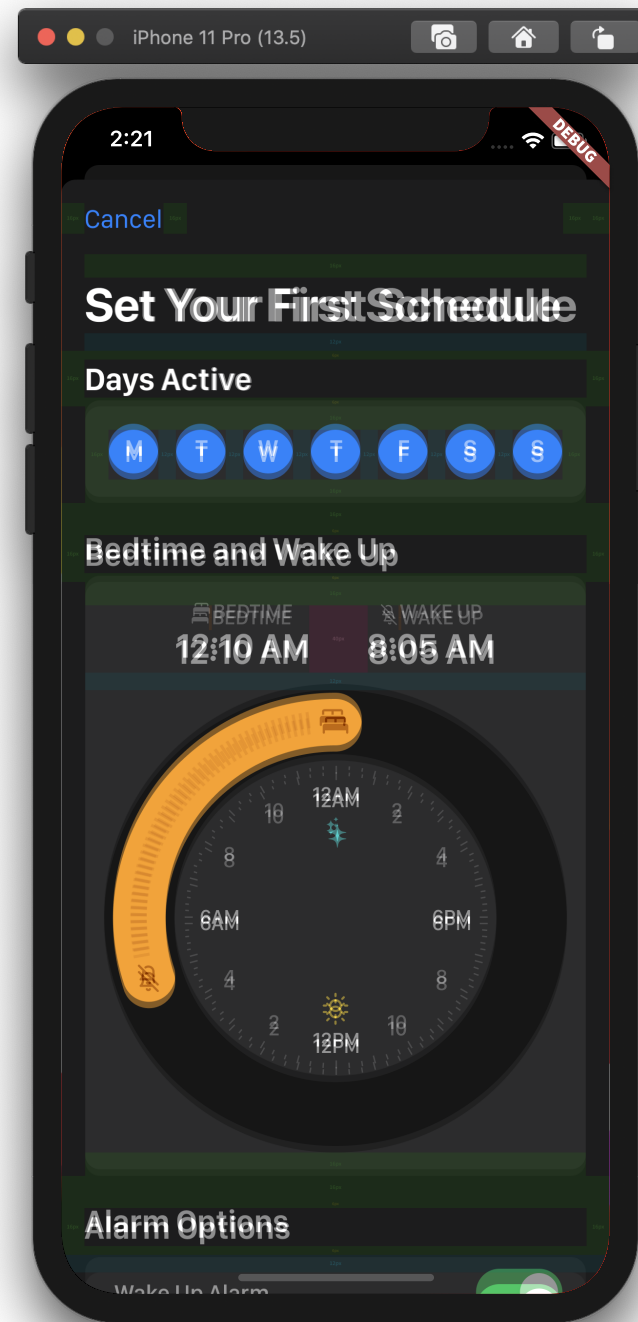 iPhone 11 Pro (13.5)
2:21
DEBUG
Cancel
Set Your First Schedule
Days Active
M T W T F S S
Bedtime and Wake Up
BEDTIME WAKE UP
12:10 AM 8:05 AM
12AM
10 2
8 4
6AM 6PM
4 8
2 10
12PM
Alarm Options
Wake Up Alarm